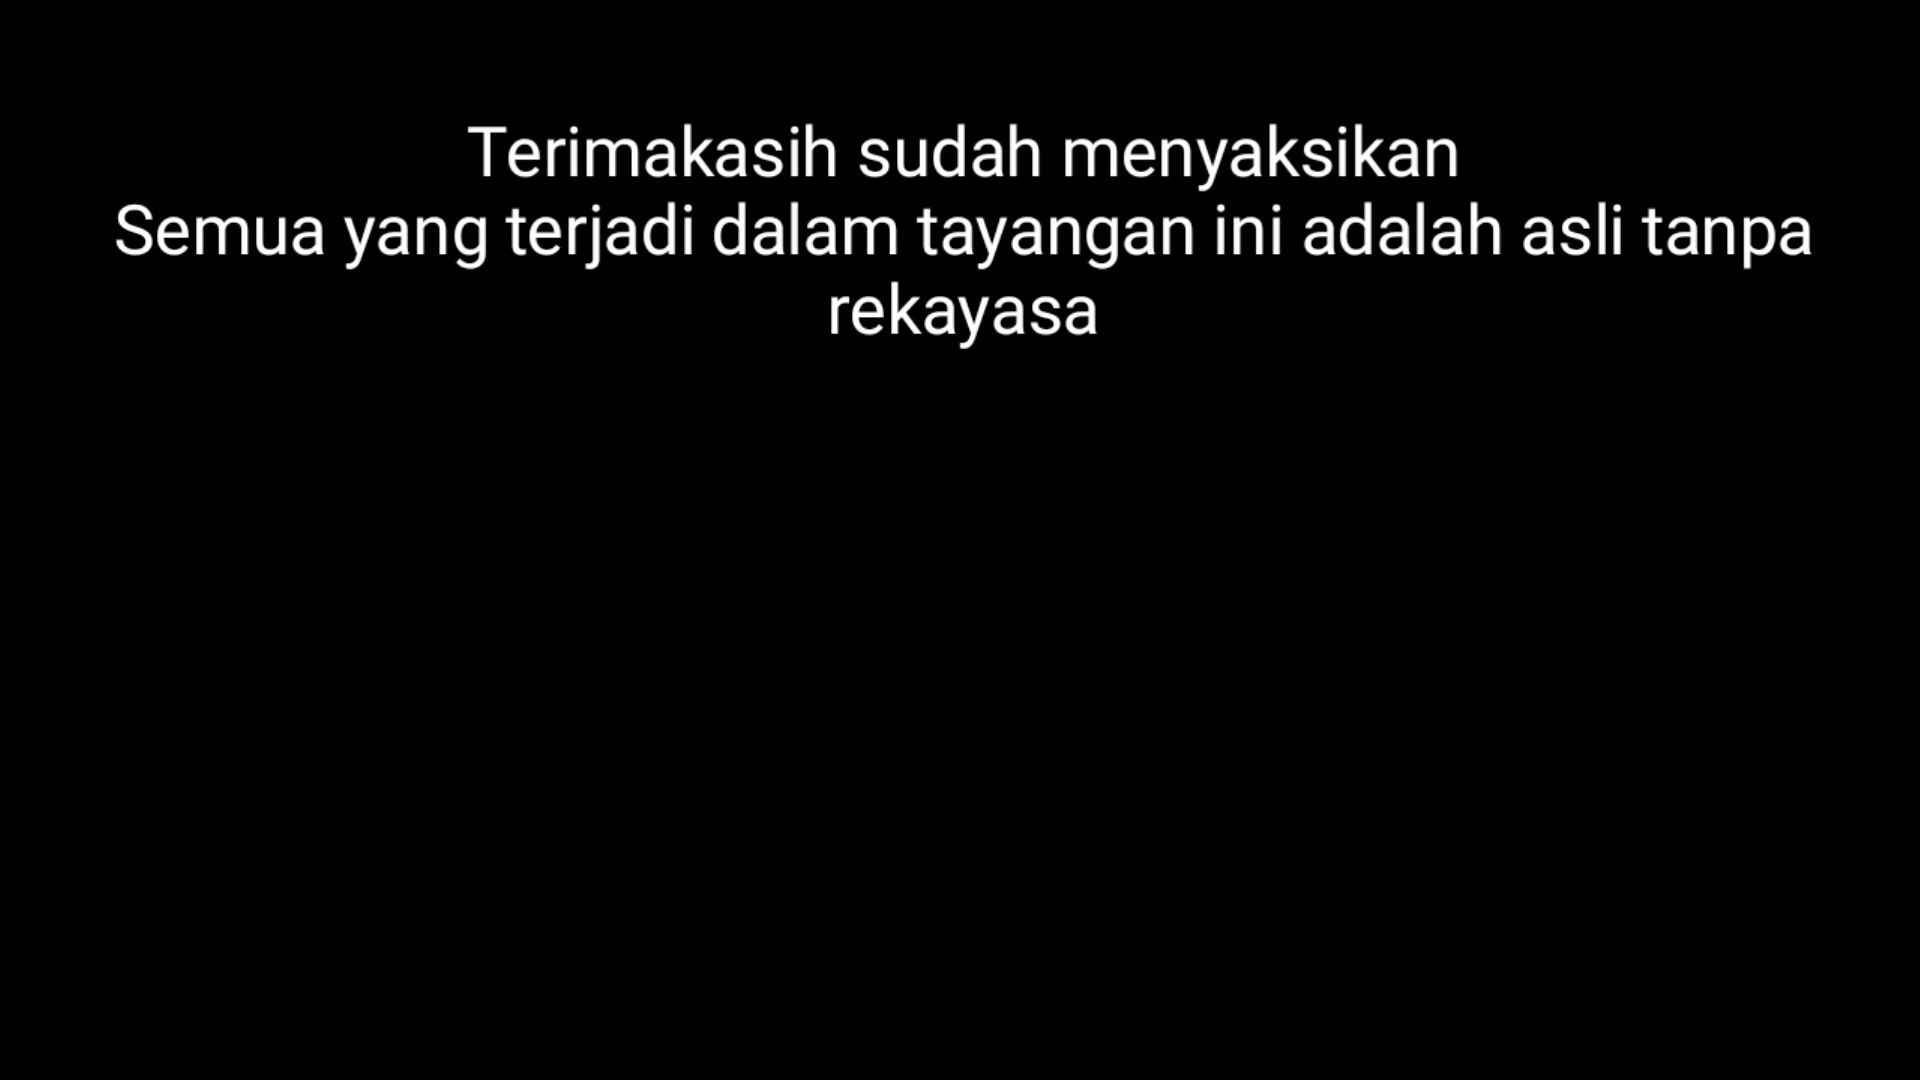 Terimakasih sudah menyaksikan
Semua yang terjadi dalam tayangan ini adalah asli tanpa
rekayasa